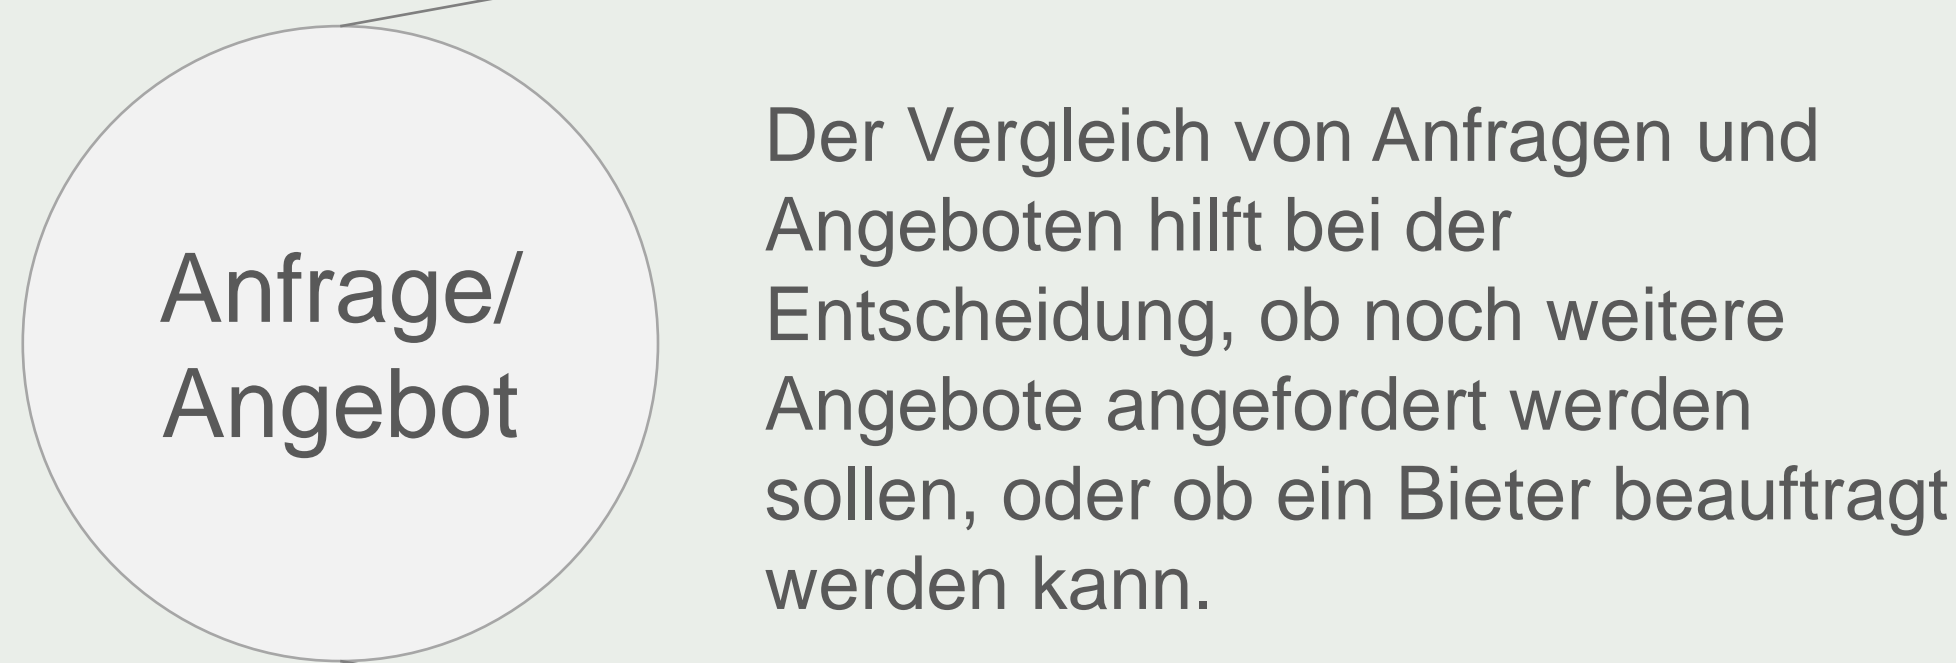 Anfrage/
Angebot
Der Vergleich von Anfragen und
Angeboten hilft bei der
Entscheidung, ob noch weitere
Angebote angefordert werden
sollen, oder ob ein Bieter beauftragt
werden kann.